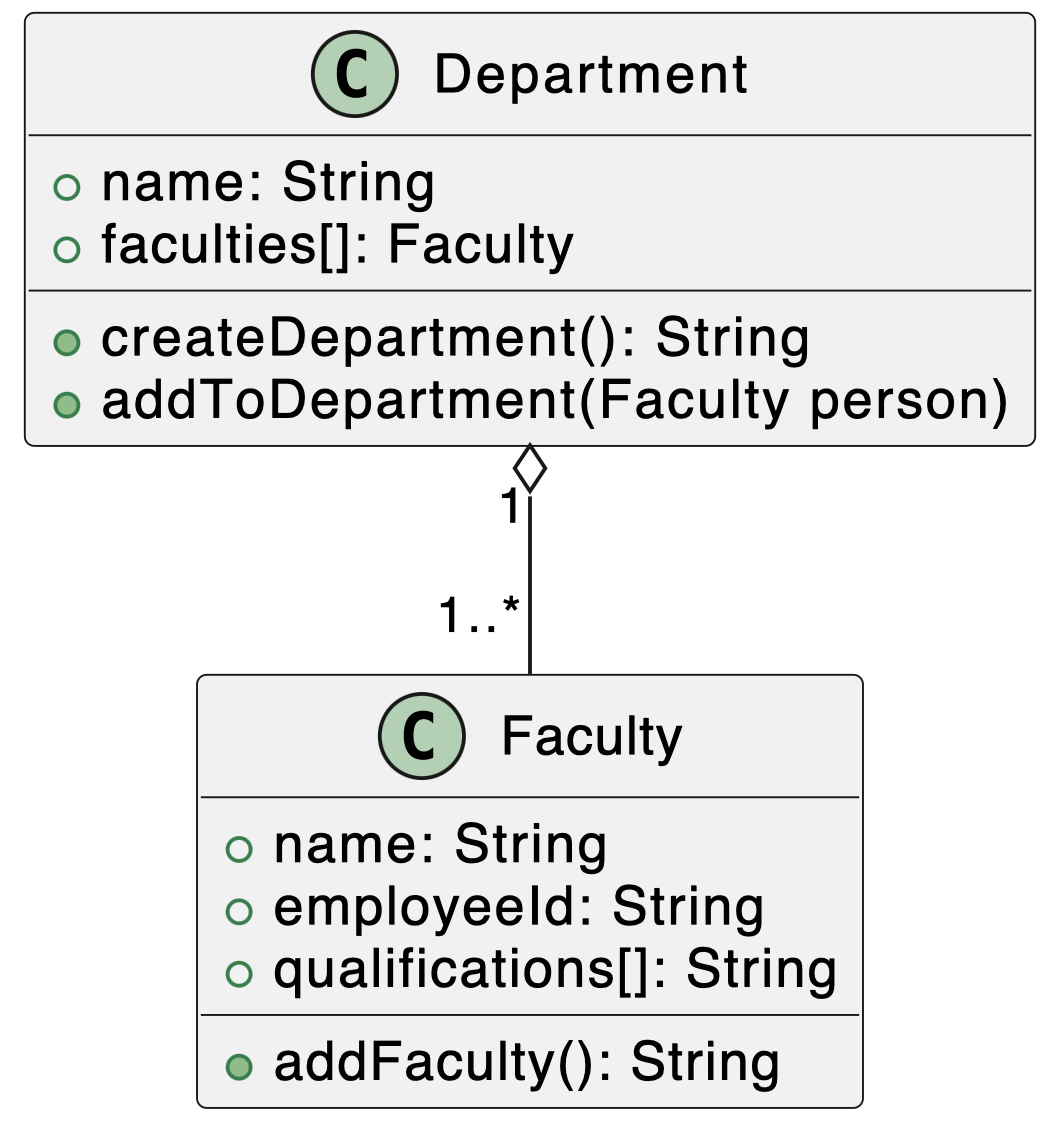 C Department
name: String
faculties[]: Faculty
createDepartment(): String
addToDepartment(Faculty person)
1
1..*
C Faculty
name: String
employeeId: String
qualifications[]: String
addFaculty(): String